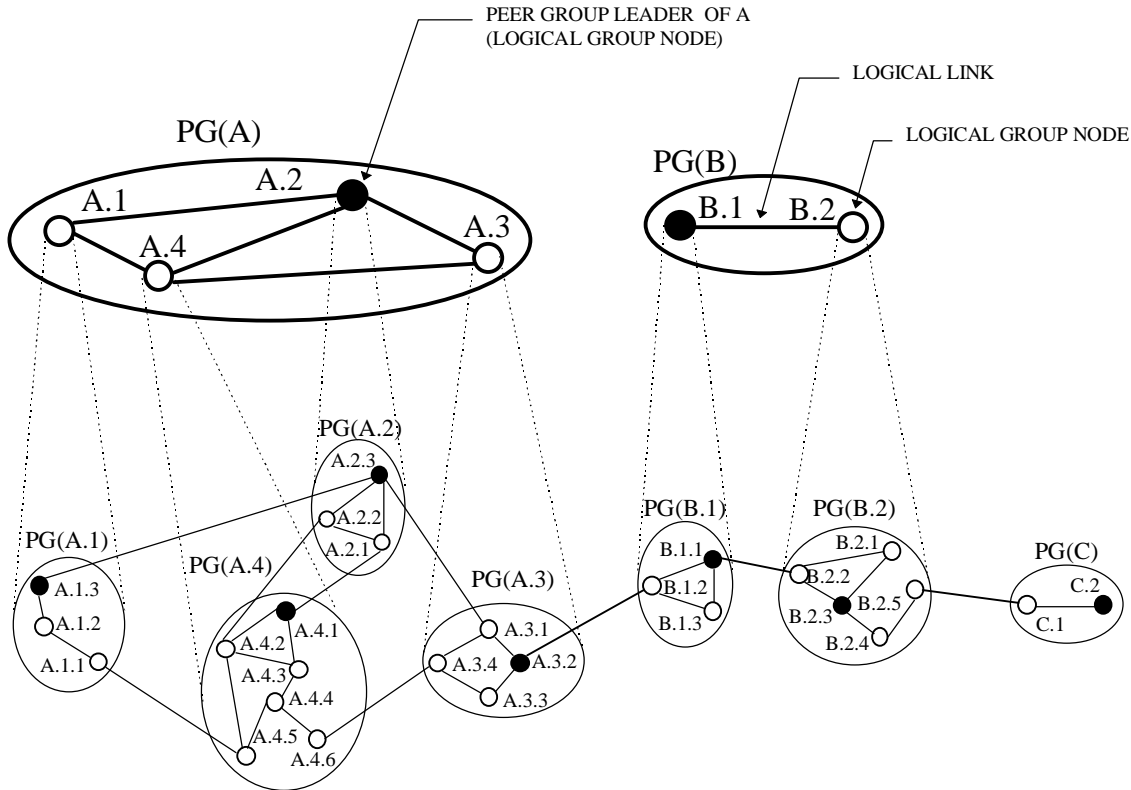 PEER GROUP LEADER OF A
(LOGICAL GROUP NODE)
LOGICAL LINK
LOGICAL GROUP NODE
PG(A)
A.1
A.2
A.3
A.4
PG(B)
B.1
B.2
PG(A.1)
A.1.3
A.1.2
A.1.1
PG(A.2)
A.2.3
A.2.2
A.2.1
PG(A.4)
A.4.1
A.4.2
A.4.3
A.4.4
A.4.5
A.4.6
PG(A.3)
A.3.1
A.3.4
A.3.2
A.3.3
PG(B.1)
B.1.1
B.1.2
B.1.3
PG(B.2)
B.2.1
B.2.2
B.2.5
B.2.3
B.2.4
PG(C)
C.2
C.1